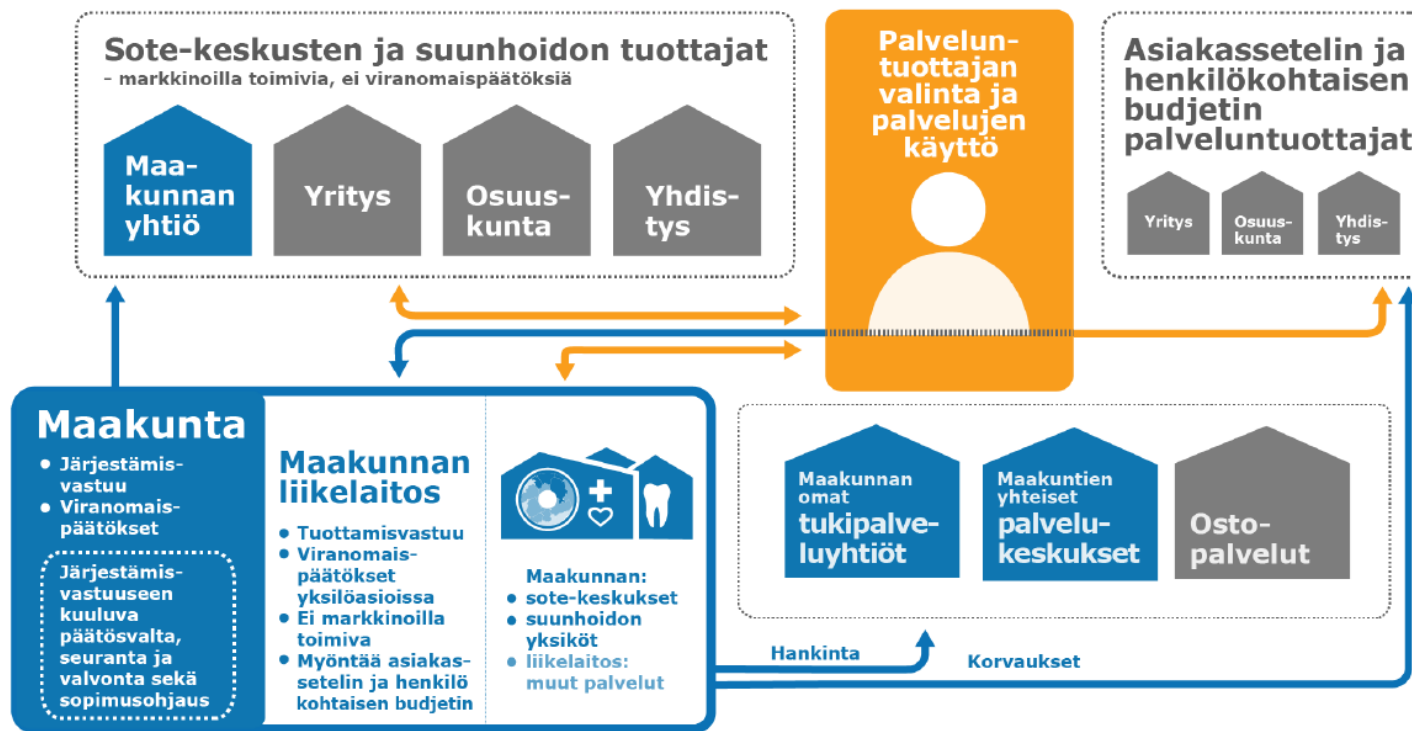 Sote-keskusten ja suunhoidon tuottajat
– markkinoilla toimivia, ei viranomaispäätöksiä
Maa-
kunnan
yhtiö
Yritys
Osuus-
kunta
Yhdis-
tys
Palvelun-
tuottajan
valinta ja
palvelujen
käyttö
Asiakassetelin ja
henkilökohtaisen
budjetin
palveluntuottajat
Yritys
Osuus-
kunta
Yhdis-
tys
Maakunta
• Järjestämis-
vastuu
• Viranomais-
päätökset
Järjestämis-
vastuuseen
kuuluva
päätösvalta,
seuranta ja
valvonta sekä
sopimusohjaus
Maakunnan
liikelaitos
• Tuottamisvastuu
• Viranomais-
päätökset
yksilöasioissa
• Ei markkinoilla
toimiva
• Myöntää asiakas-
setelin ja henkilö
kohtaisen budjetin
Maakunnan:
• sote-keskukset
• suunhoidon
yksiköt
• liikelaitos:
muut palvelut
Maakunnan
omat
tukipalve-
luyhtiöt
Maakuntien
yhteiset
palvelu-
keskukset
Osto-
palvelut
Hankinta
Korvaukset